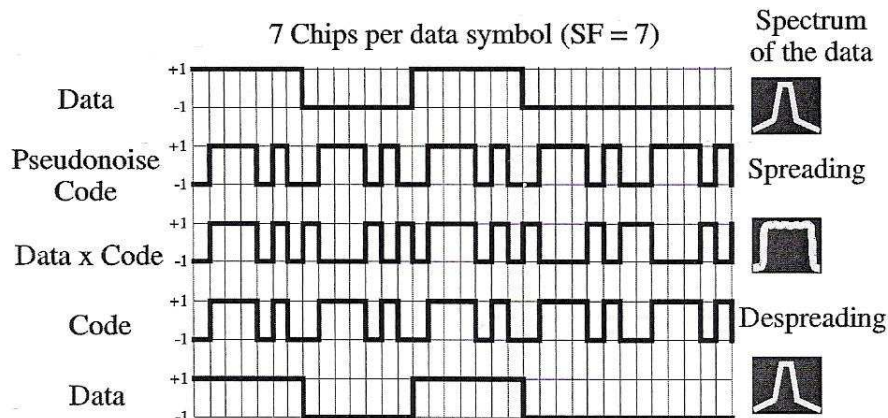 7 Chips per data symbol (SF = 7)
Spectrum
of the data
Data
+1
-1
Pseudonoise
Code
+1
-1
Spreading
Data x Code
+1
-1
Code
+1
-1
Despreading
Data
+1
-1